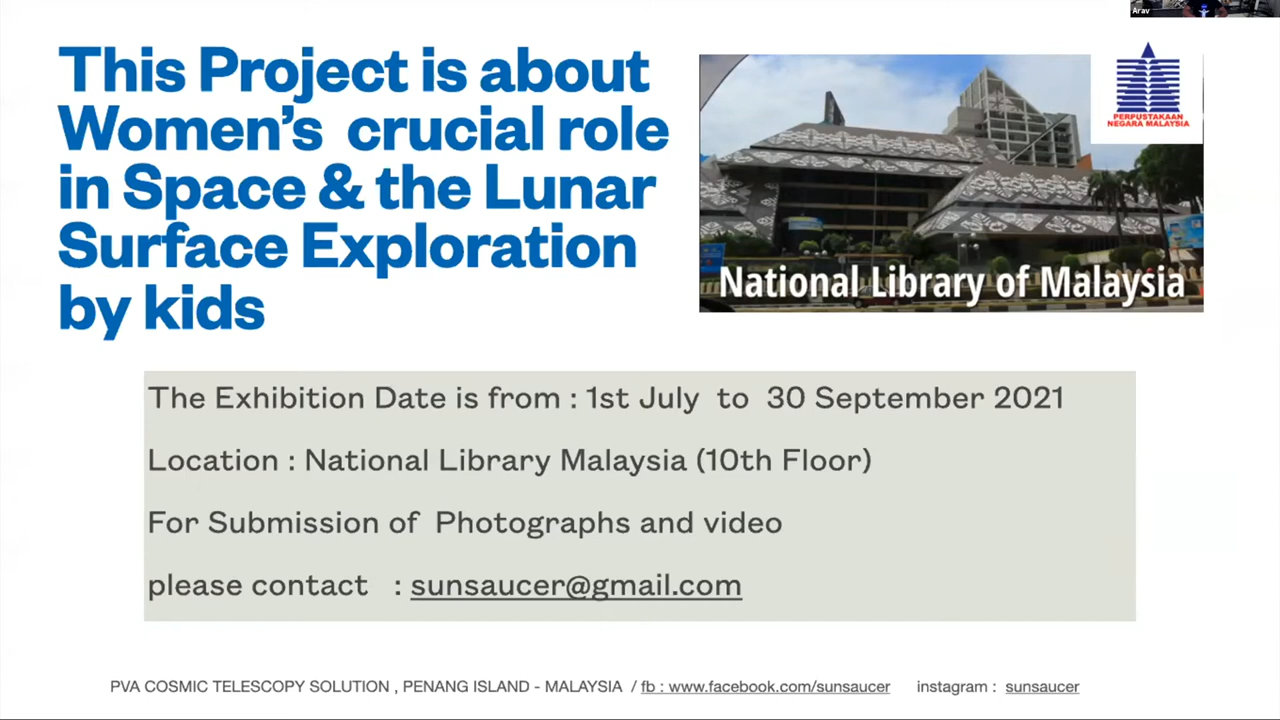 Arav
This Project is about
Women's crucial role
in Space & the Lunar
Surface Exploration
by kids
PERPUSTAKAAN
NEGARA MALAYSIA
National Library of Malaysia
The Exhibition Date is from : 1st July to 30 September 2021
Location : National Library Malaysia (10th Floor)
For Submission of Photographs and video
please contact : sunsaucer@gmail.com
PVA COSMIC TELESCOPY SOLUTION , PENANG ISLAND - MALAYSIA / fb : www.facebook.com/sunsaucer instagram : sunsaucer